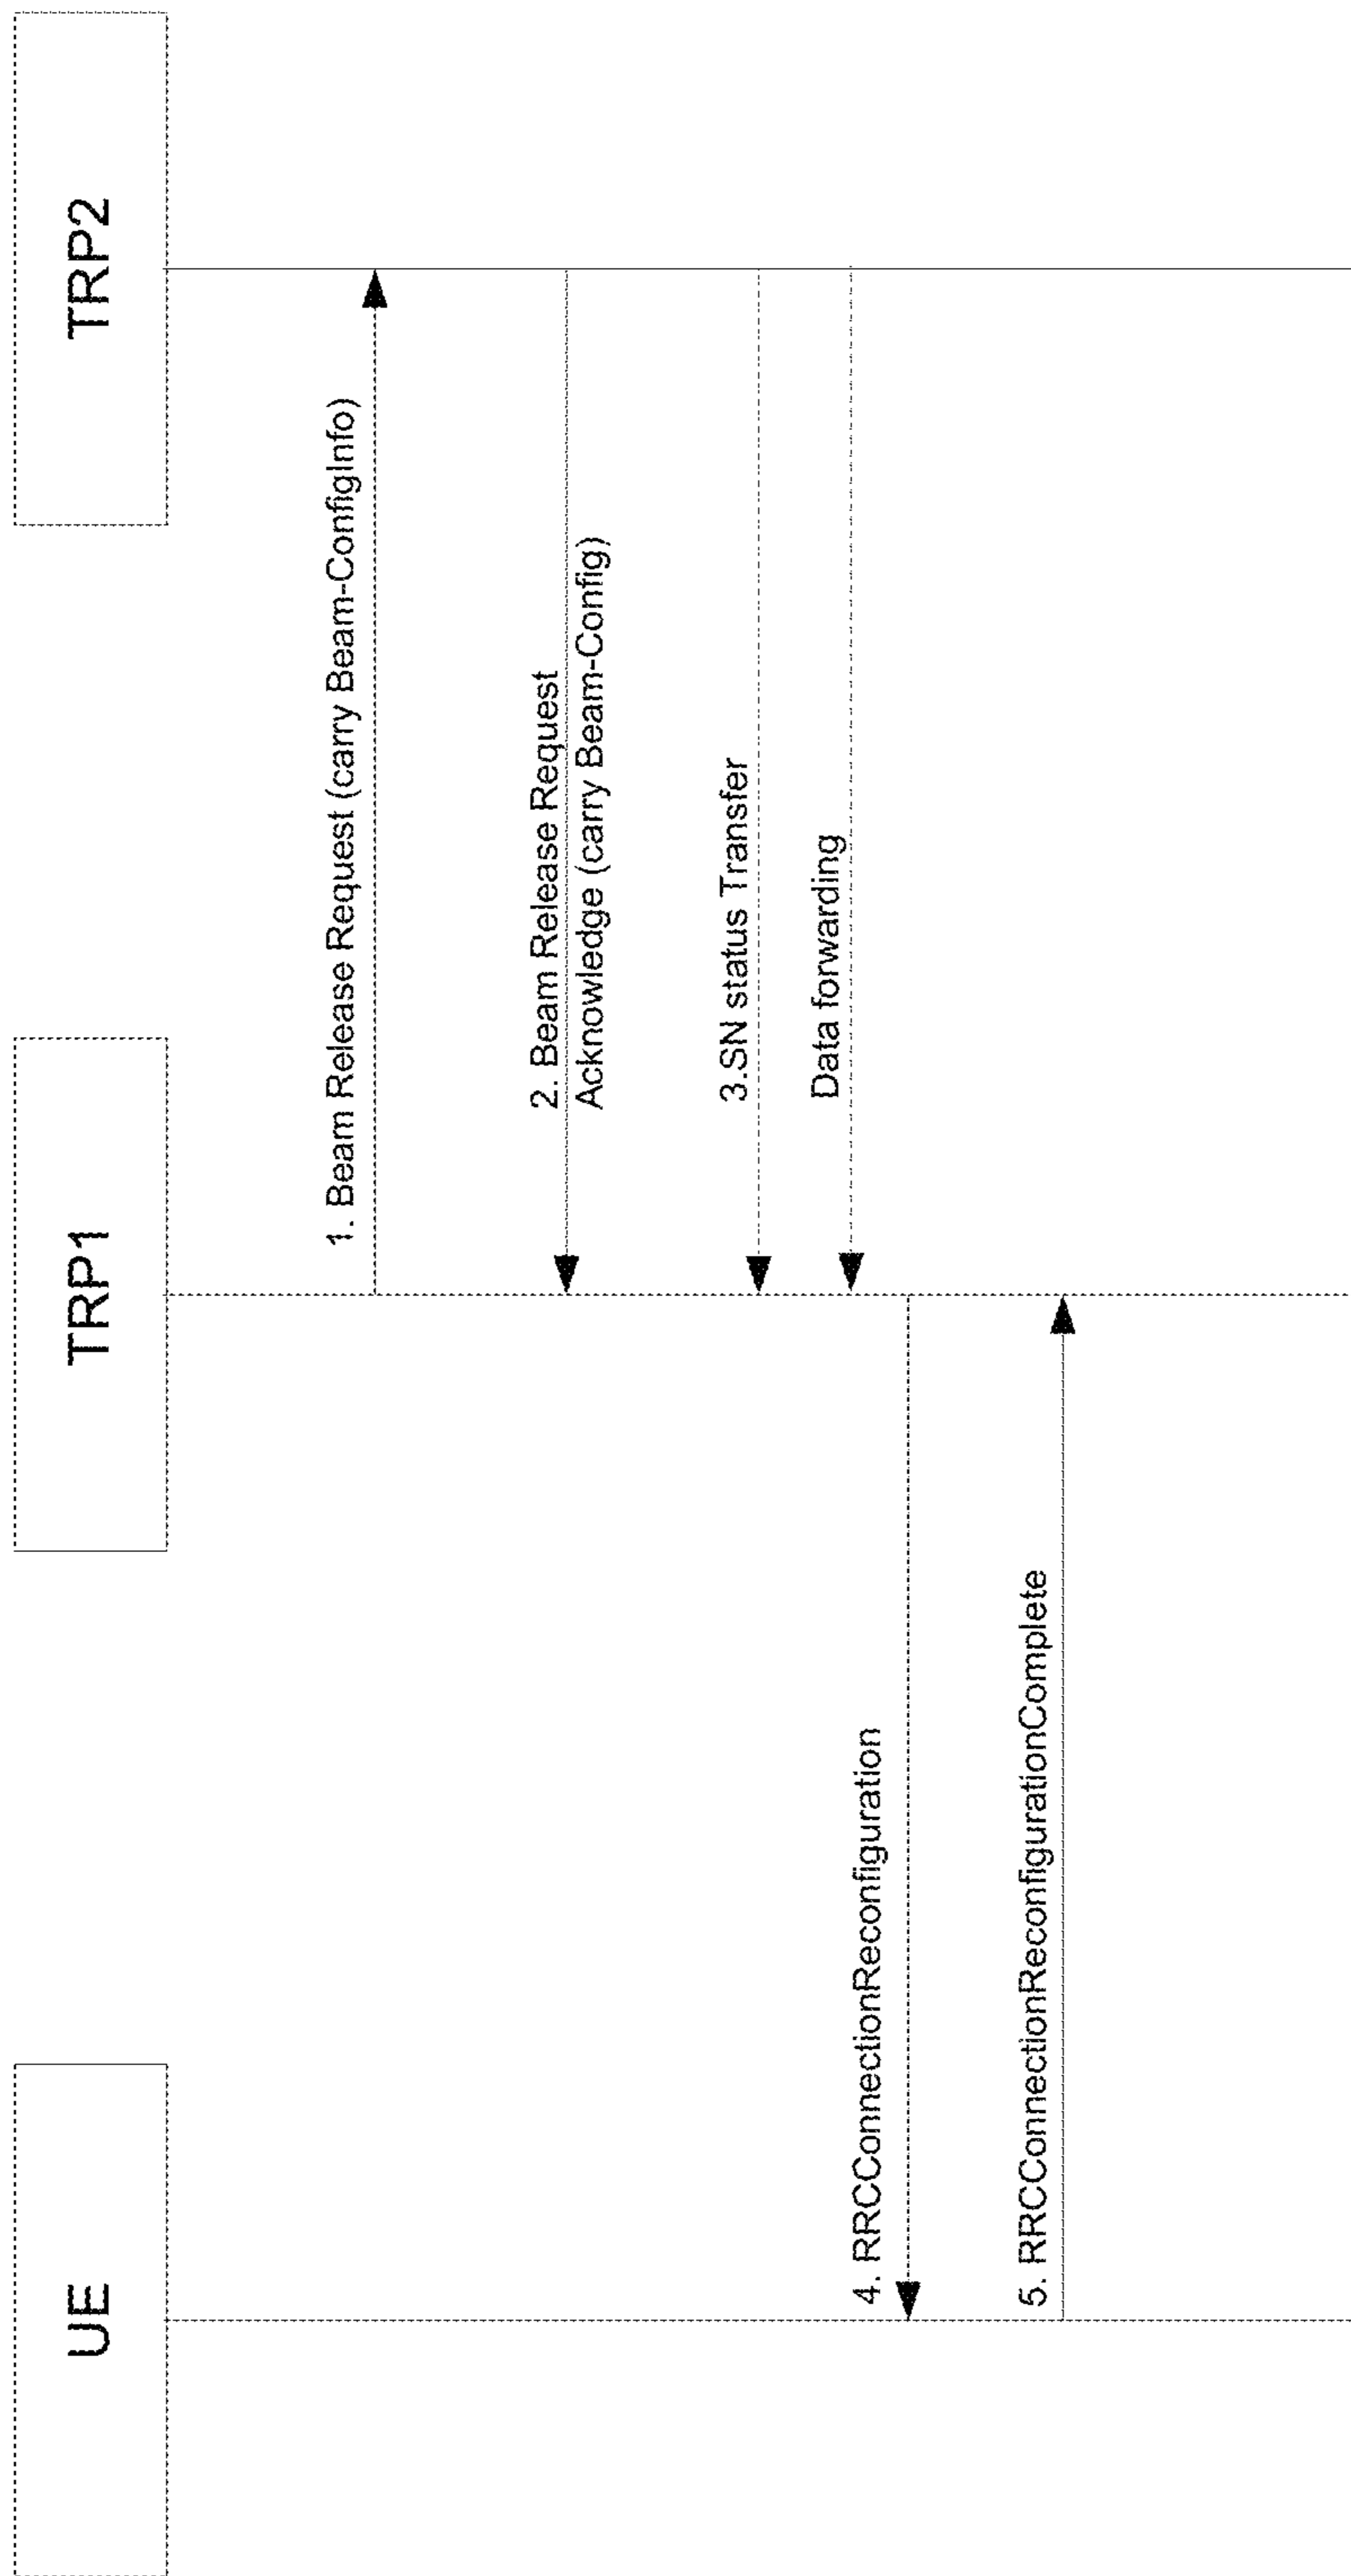 UE
TRP1
TRP2
1. Beam Release Request (carry Beam-ConfigInfo)
2. Beam Release Request
Acknowledge (carry Beam-Config)
3.SN status Transfer
Data forwarding
4. RRCConnectionReconfiguration
5. RRCConnectionReconfigurationComplete